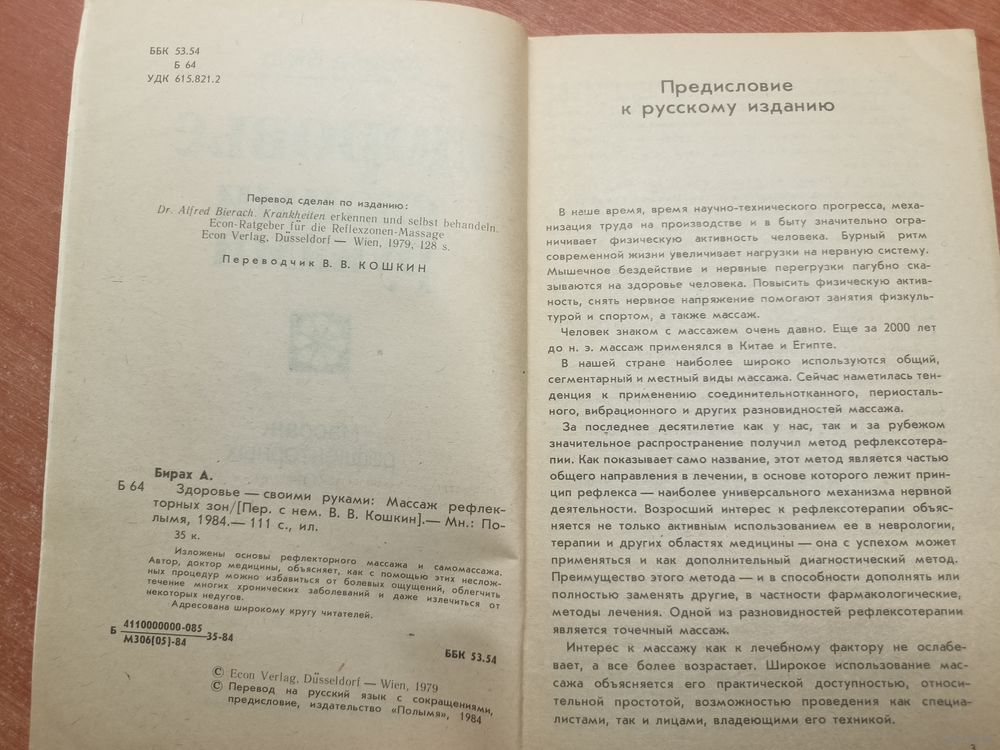 ББК 53.54
Б 64
УДК 615.821.2
Перевод сделан по изданию:
Dr. Alfred Bierach. Krankheiten erkennen und selbst behandeln.
Econ-Ratgeber für die Reflexzonen-Massage
Econ Verlag, Düsseldorf — Wien, 1979, 128 s.
Переводчик В. В. КОШКИН
Бирах А.
Б 64 Здоровье — своими руками: Массаж рефлек-
торных зон/[Пер. с нем. В. В. Кошкин].— Мн.: По-
лымя, 1984.— 111 с., ил.
35 к.
Изложены основы рефлекторного массажа и самомассажа.
Автор, доктор медицины, объясняет, как с помощью этих неслож-
ных процедур можно избавиться от болевых ощущений, облегчить
течение многих хронических заболеваний и даже излечиться от
некоторых недугов.
Адресована широкому кругу читателей.
Б 4110000000-085
М306[05]-84 35-84
ББК 53.54
© Econ Verlag, Düsseldorf — Wien, 1979
© Перевод на русский язык с сокращениями,
предисловие, издательство «Полымя», 1984
Предисловие
к русскому изданию
В наше время, время научно-технического прогресса, меха-
низация труда на производстве и в быту значительно огра-
ничивает физическую активность человека. Бурный ритм
современной жизни увеличивает нагрузки на нервную систему.
Мышечное бездействие и нервные перегрузки пагубно ска-
зываются на здоровье человека. Повысить физическую актив-
ность, снять нервное напряжение помогают занятия физкуль-
турой и спортом, а также массаж.
Человек знаком с массажем очень давно. Еще за 2000 лет
до н. э. массаж применялся в Китае и Египте.
В нашей стране наиболее широко используются общий,
сегментарный и местный виды массажа. Сейчас наметилась тен-
денция к применению соединительнотканного, периосталь-
ного, вибрационного и других разновидностей массажа.
За последнее десятилетие как у нас, так и за рубежом
значительное распространение получил метод рефлексотера-
пии. Как показывает само название, этот метод является частью
общего направления в лечении, в основе которого лежит прин-
цип рефлекса — наиболее универсального механизма нервной
деятельности. Возросший интерес к рефлексотерапии объяс-
няется не только активным использованием ее в неврологии,
терапии и других областях медицины — она с успехом может
применяться и как дополнительный диагностический метод.
Преимущество этого метода — и в способности дополнять или
полностью заменять другие, в частности фармакологические,
методы лечения. Одной из разновидностей рефлексотерапии
является точечный массаж.
Интерес к массажу как к лечебному фактору не ослабе-
вает, а все более возрастает. Широкое использование мас-
сажа объясняется его практической доступностью, относи-
тельной простотой, возможностью проведения как специа-
листами, так и лицами, владеющими его техникой.
3